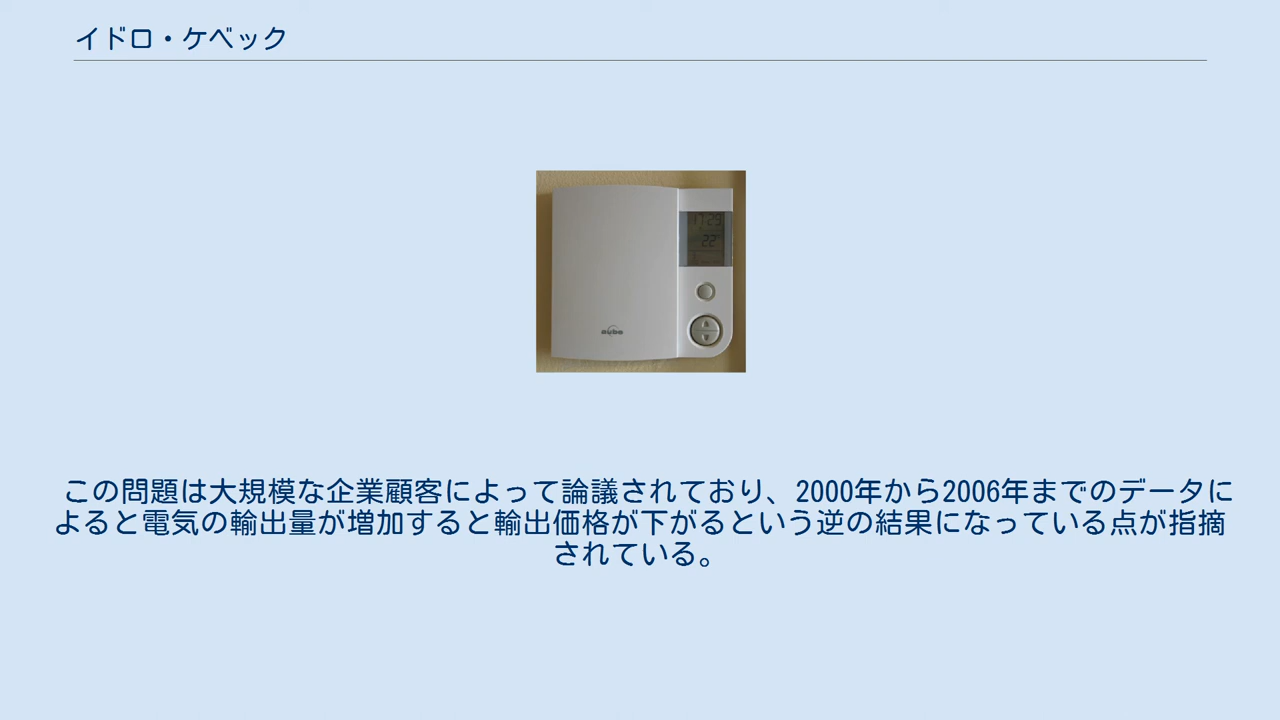 イドロ・ケベック
17:29
22
aube
この問題は大規模な企業顧客によって論議されており、2000年から2006年までのデータに
よると電気の輸出量が増加すると輸出価格が下がるという逆の結果になっている点が指摘
されている。